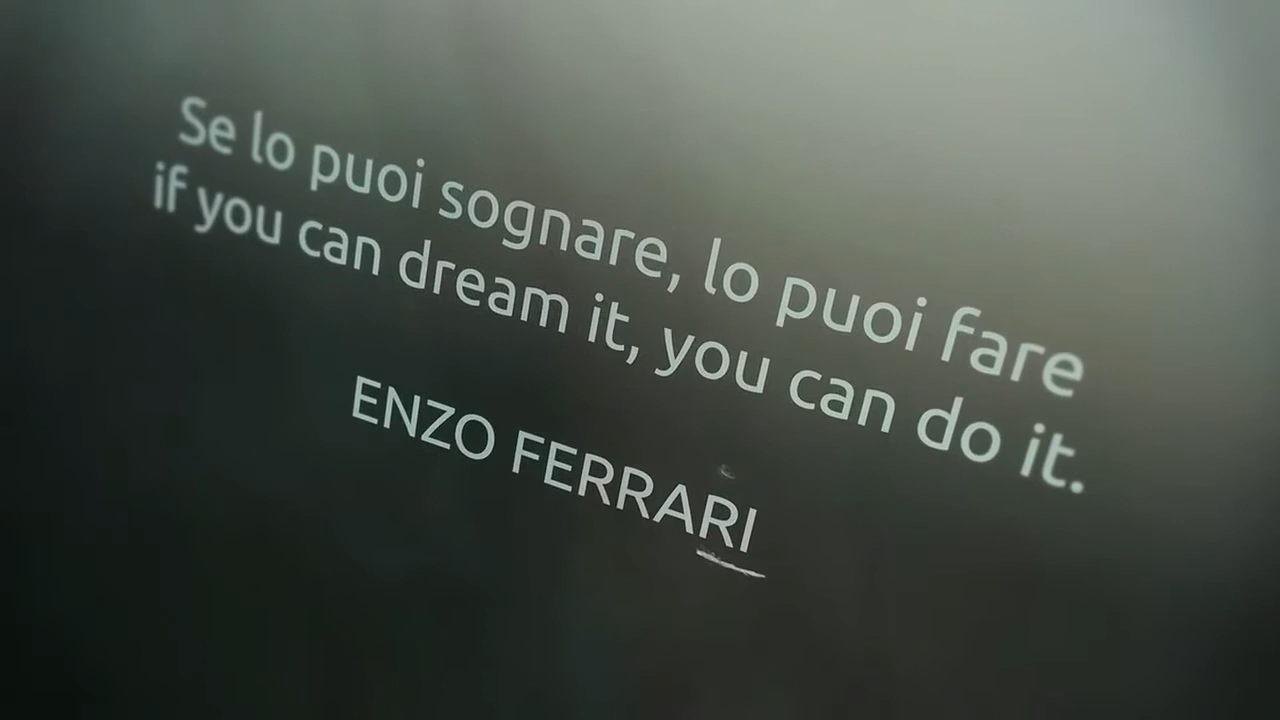 Se lo puoi sognare, lo puoi fare
if you can dream it, you can do it.
ENZO FERRARI